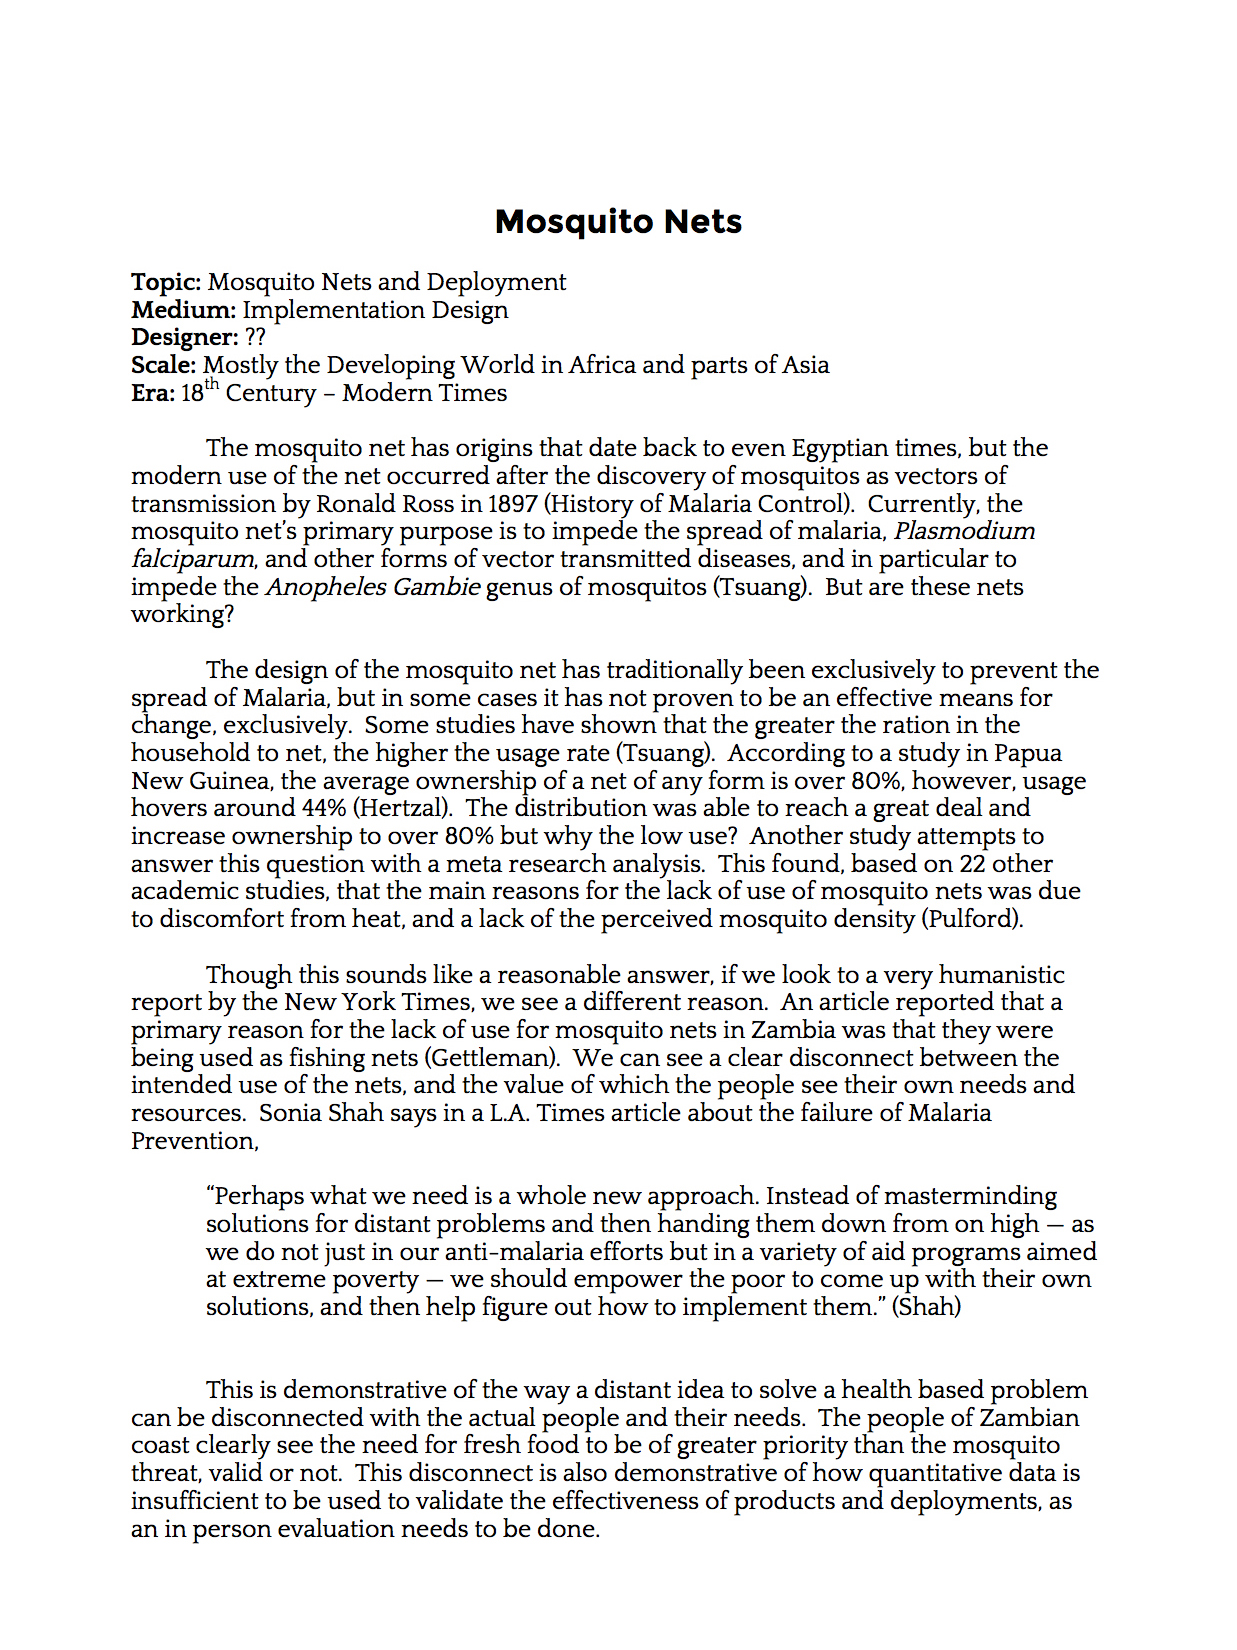 Mosquito Nets
Topic: Mosquito Nets and Deployment
Medium: Implementation Design
Designer: ??
Scale: Mostly the Developing World in Africa and parts of Asia
Era: 18th Century – Modern Times
The mosquito net has origins that date back to even Egyptian times, but the
modern use of the net occurred after the discovery of mosquitos as vectors of
transmission by Ronald Ross in 1897 (History of Malaria Control).  Currently, the
mosquito net’s primary purpose is to impede the spread of malaria, Plasmodium
falciparum, and other forms of vector transmitted diseases, and in particular to
impede the Anopheles Gambie genus of mosquitos (Tsuang).  But are these nets
working?
The design of the mosquito net has traditionally been exclusively to prevent the
spread of Malaria, but in some cases it has not proven to be an effective means for
change, exclusively.  Some studies have shown that the greater the ration in the
household to net, the higher the usage rate (Tsuang).  According to a study in Papua
New Guinea, the average ownership of a net of any form is over 80%, however, usage
hovers around 44% (Hertzal).  The distribution was able to reach a great deal and
increase ownership to over 80% but why the low use?  Another study attempts to
answer this question with a meta research analysis.  This found, based on 22 other
academic studies, that the main reasons for the lack of use of mosquito nets was due
to discomfort from heat, and a lack of the perceived mosquito density (Pulford).
Though this sounds like a reasonable answer, if we look to a very humanistic
report by the New York Times, we see a different reason.  An article reported that a
primary reason for the lack of use for mosquito nets in Zambia was that they were
being used as fishing nets (Gettleman).  We can see a clear disconnect between the
intended use of the nets, and the value of which the people see their own needs and
resources.  Sonia Shah says in a L.A. Times article about the failure of Malaria
Prevention,
“Perhaps what we need is a whole new approach. Instead of masterminding
solutions for distant problems and then handing them down from on high — as
we do not just in our anti-malaria efforts but in a variety of aid programs aimed
at extreme poverty — we should empower the poor to come up with their own
solutions, and then help figure out how to implement them.” (Shah)
This is demonstrative of the way a distant idea to solve a health based problem
can be disconnected with the actual people and their needs.  The people of Zambian
coast clearly see the need for fresh food to be of greater priority than the mosquito
threat, valid or not.  This disconnect is also demonstrative of how quantitative data is
insufficient to be used to validate the effectiveness of products and deployments, as
an in person evaluation needs to be done.